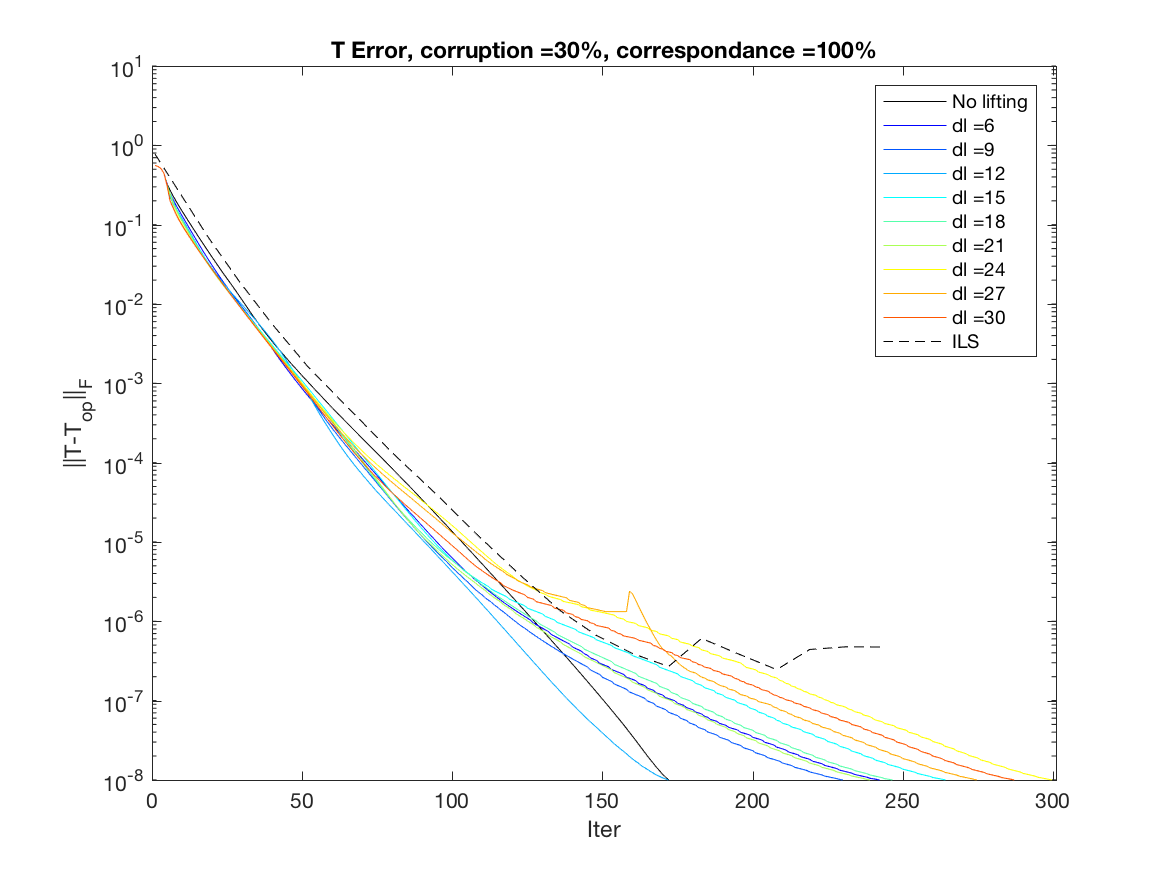 T Error, corruption =30%, correspondance =100%
10^1
10^0
10^-1
10^-2
10^-3
10^-4
10^-5
10^-6
10^-7
10^-8
||T-T_op||_F
0 50 100 150 200 250 300
Iter
No lifting
dl =6
dl =9
dl =12
dl =15
dl =18
dl =21
dl =24
dl =27
dl =30
ILS